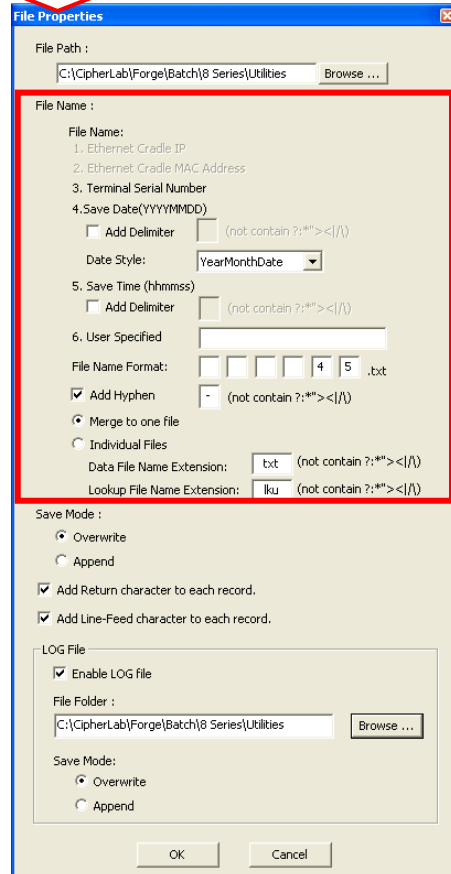 File Properties
File Path :
C:\CipherLab\Forge\Batch\8 Series\Utilities Browse ...
File Name :
File Name:
1. Ethernet Cradle IP
2. Ethernet Cradle MAC Address
3. Terminal Serial Number
4.Save Date(YYYYMMDD)
Add Delimiter (not contain ?:*"><|/\)
Date Style: YearMonthDate
5. Save Time (hhmmss)
Add Delimiter (not contain ?:*"><|/\)
6. User Specified
File Name Format: 4 5 .txt
Add Hyphen - (not contain ?:*"><|/\)
Merge to one file
Individual Files
Data File Name Extension: txt (not contain ?:*"><|/\)
Lookup File Name Extension: lku (not contain ?:*"><|/\)
Save Mode :
Overwrite
Append
Add Return character to each record.
Add Line-Feed character to each record.
LOG File
Enable LOG file
File Folder :
C:\CipherLab\Forge\Batch\8 Series\Utilities Browse ...
Save Mode:
Overwrite
Append
OK Cancel